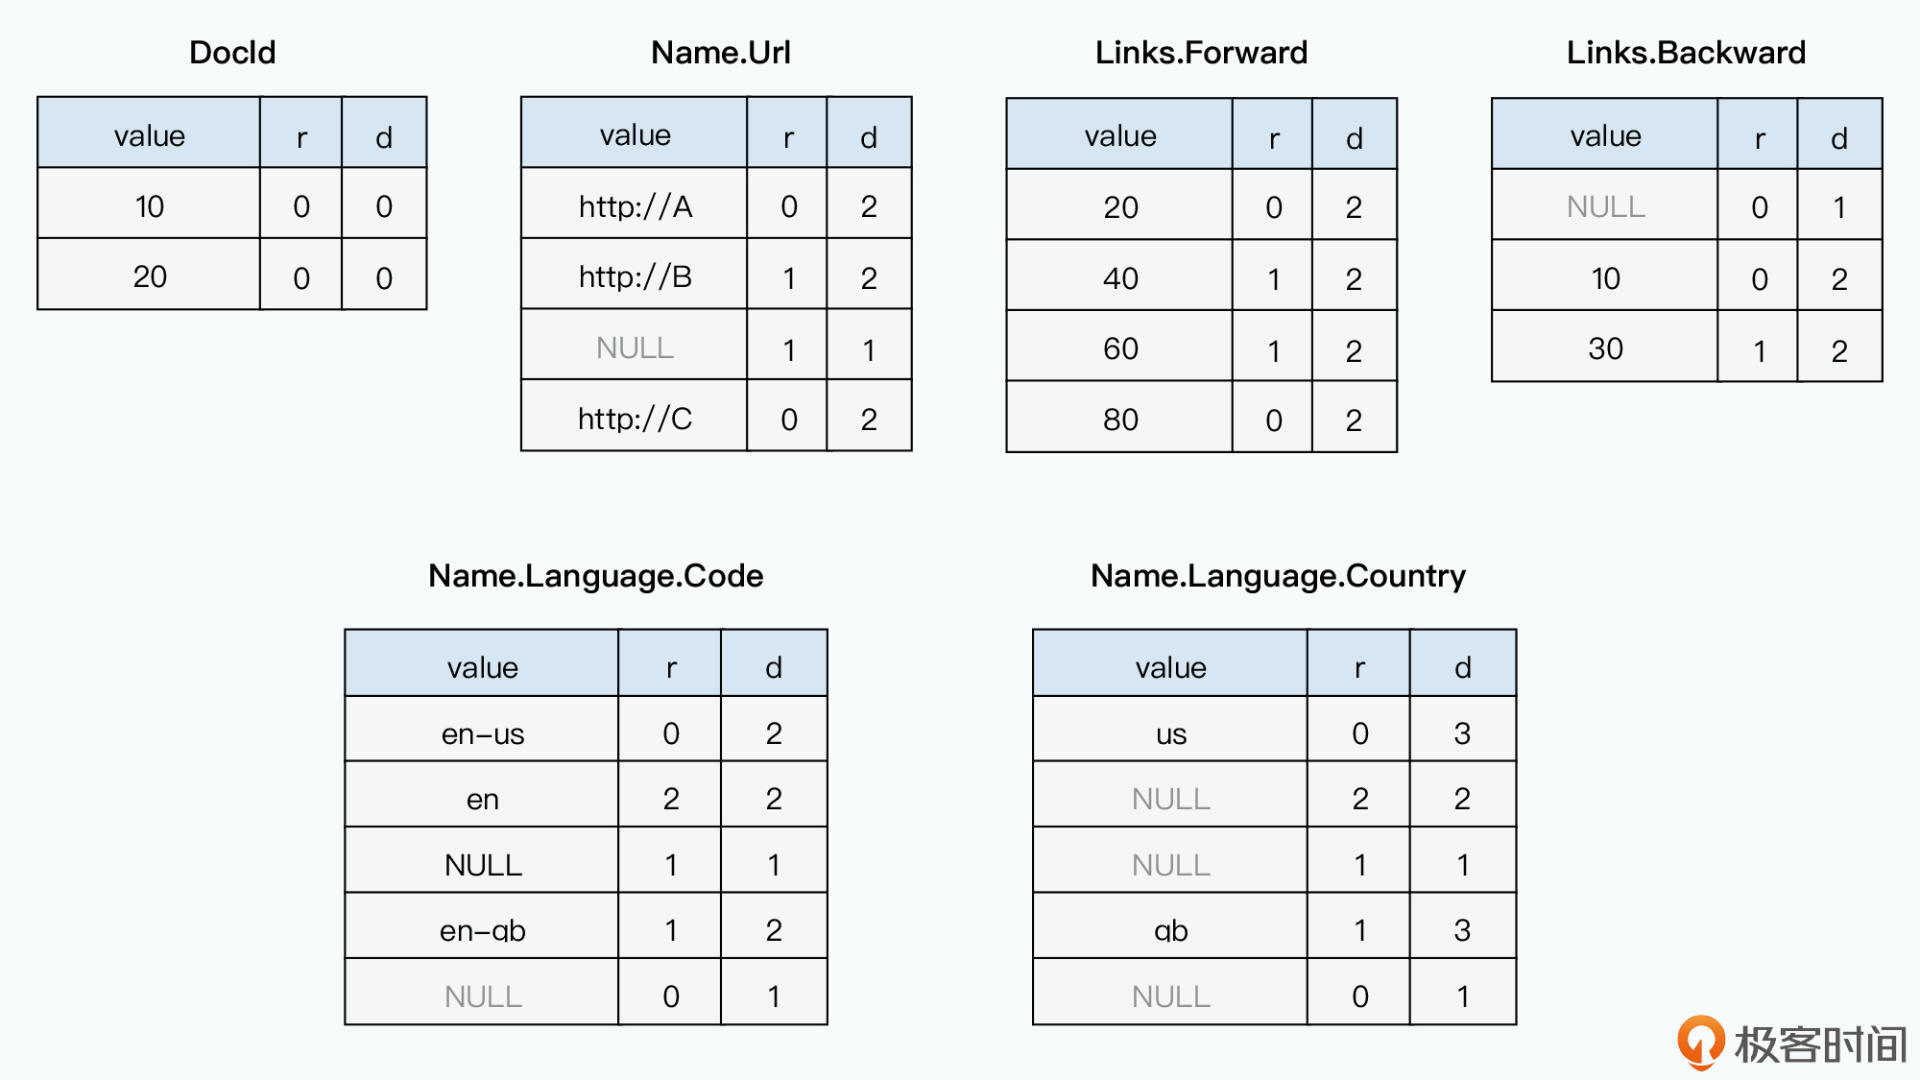 DocId
value r d
10 0 0
20 0 0
Name.Url
value r d
http://A 0 2
http://B 1 2
NULL 1 1
http://C 0 2
Links.Forward
value r d
20 0 2
40 1 2
60 1 2
80 0 2
Links.Backward
value r d
NULL 0 1
10 0 2
30 1 2
Name.Language.Code
value r d
en-us 0 2
en 2 2
NULL 1 1
en-gb 1 2
NULL 0 1
Name.Language.Country
value r d
us 0 3
NULL 2 2
NULL 1 1
gb 1 3
NULL 0 1
极客时间